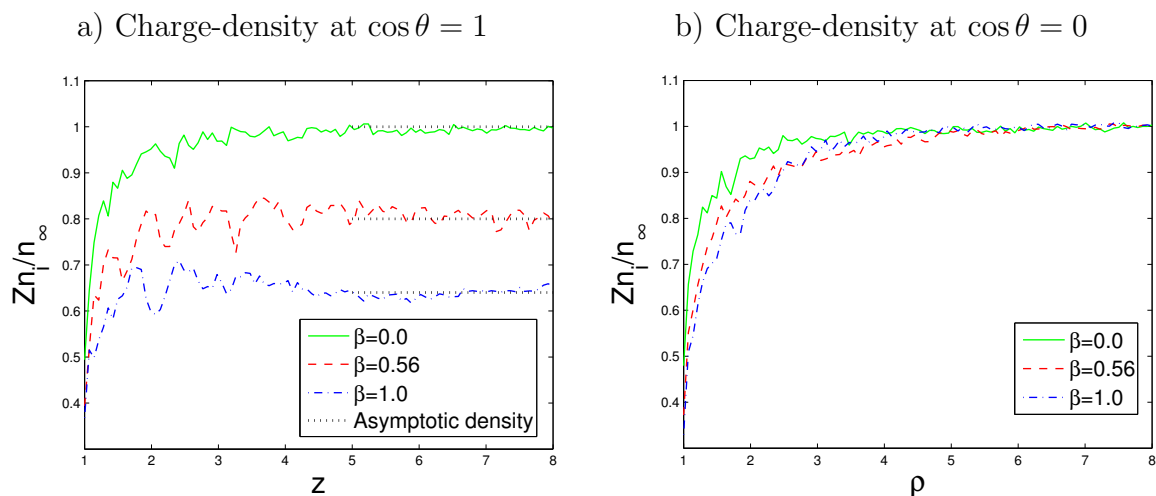 a) Charge-density at cos θ = 1
b) Charge-density at cos θ = 0
1.1
1
0.9
0.8
0.7
0.6
0.5
0.4
Zn_i/n_∞
β=0.0
β=0.56
β=1.0
Asymptotic density
1 2 3 4 5 6 7 8
z
1.1
1
0.9
0.8
0.7
0.6
0.5
0.4
Zn_i/n_∞
β=0.0
β=0.56
β=1.0
1 2 3 4 5 6 7 8
ρ